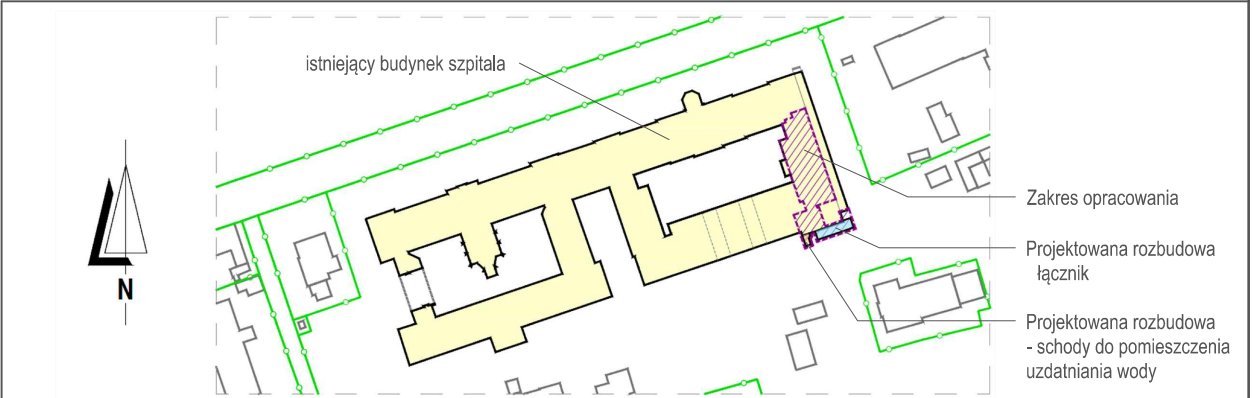 istniejący budynek szpitala
Zakres opracowania
Projektowana rozbudowa
łącznik
Projektowana rozbudowa
- schody do pomieszczenia
uzdatniania wody
N